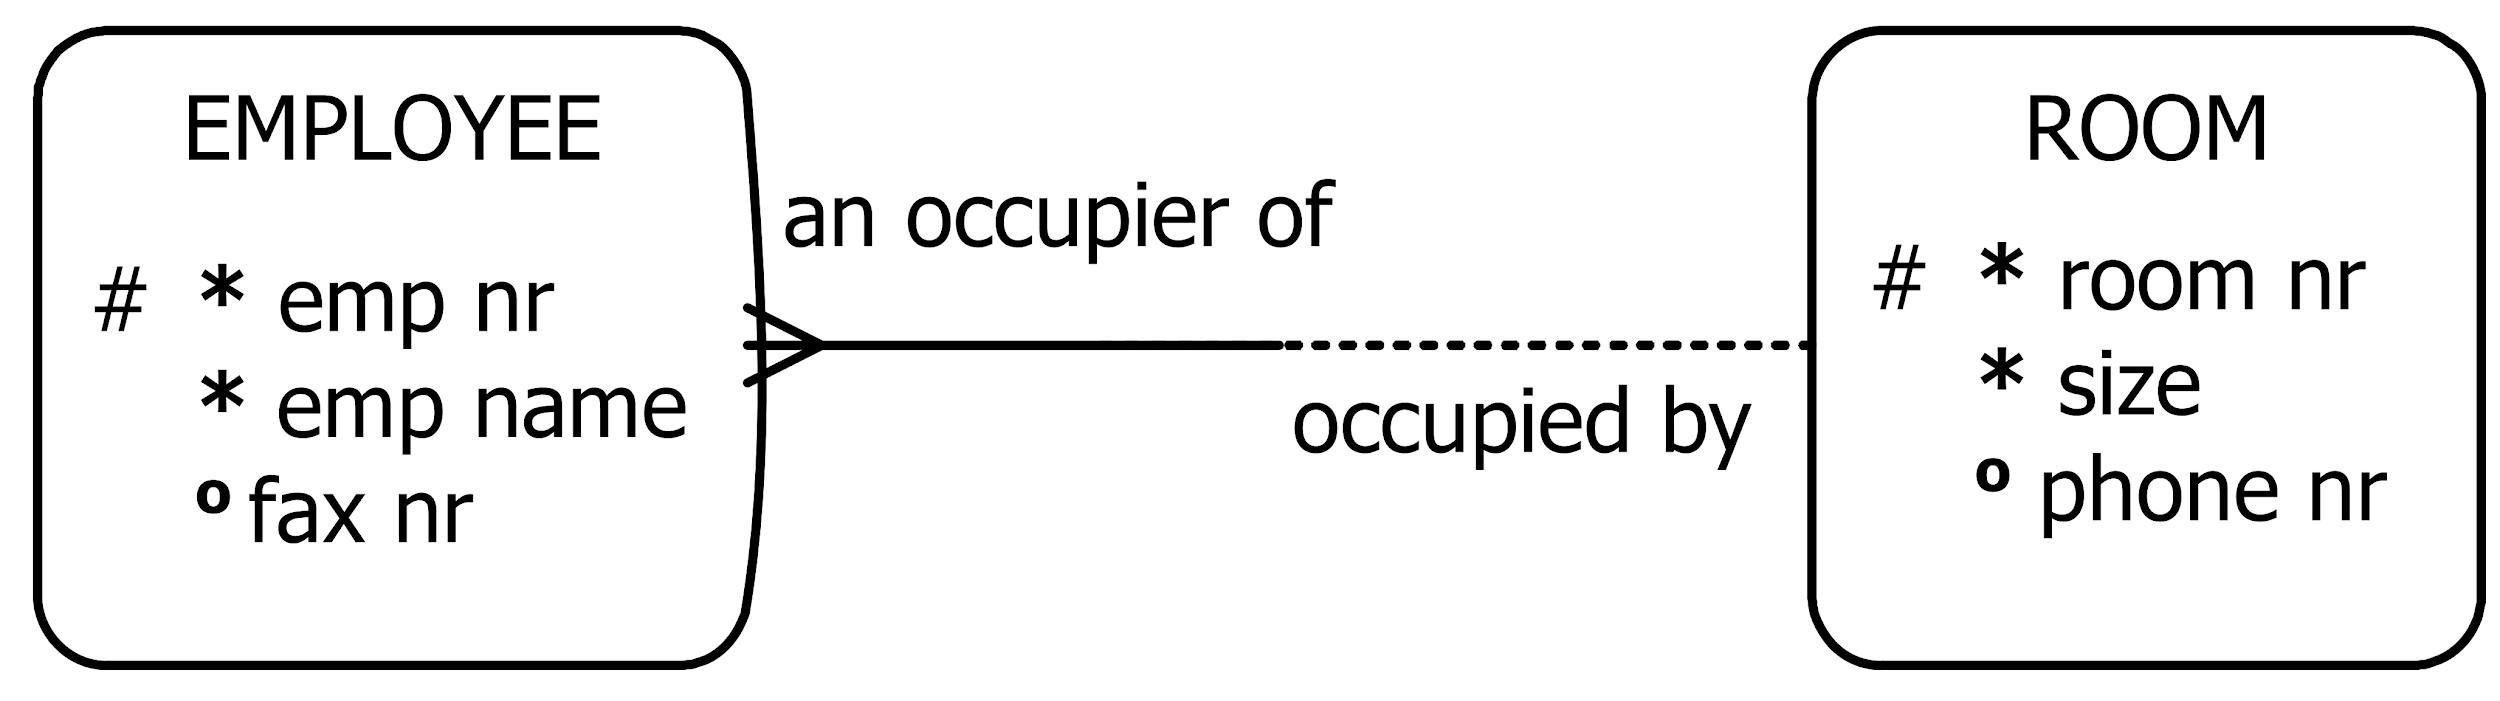 EMPLOYEE
# * emp nr
* emp name
º fax nr
an occupier of
occupied by
ROOM
# * room nr
* size
º phone nr